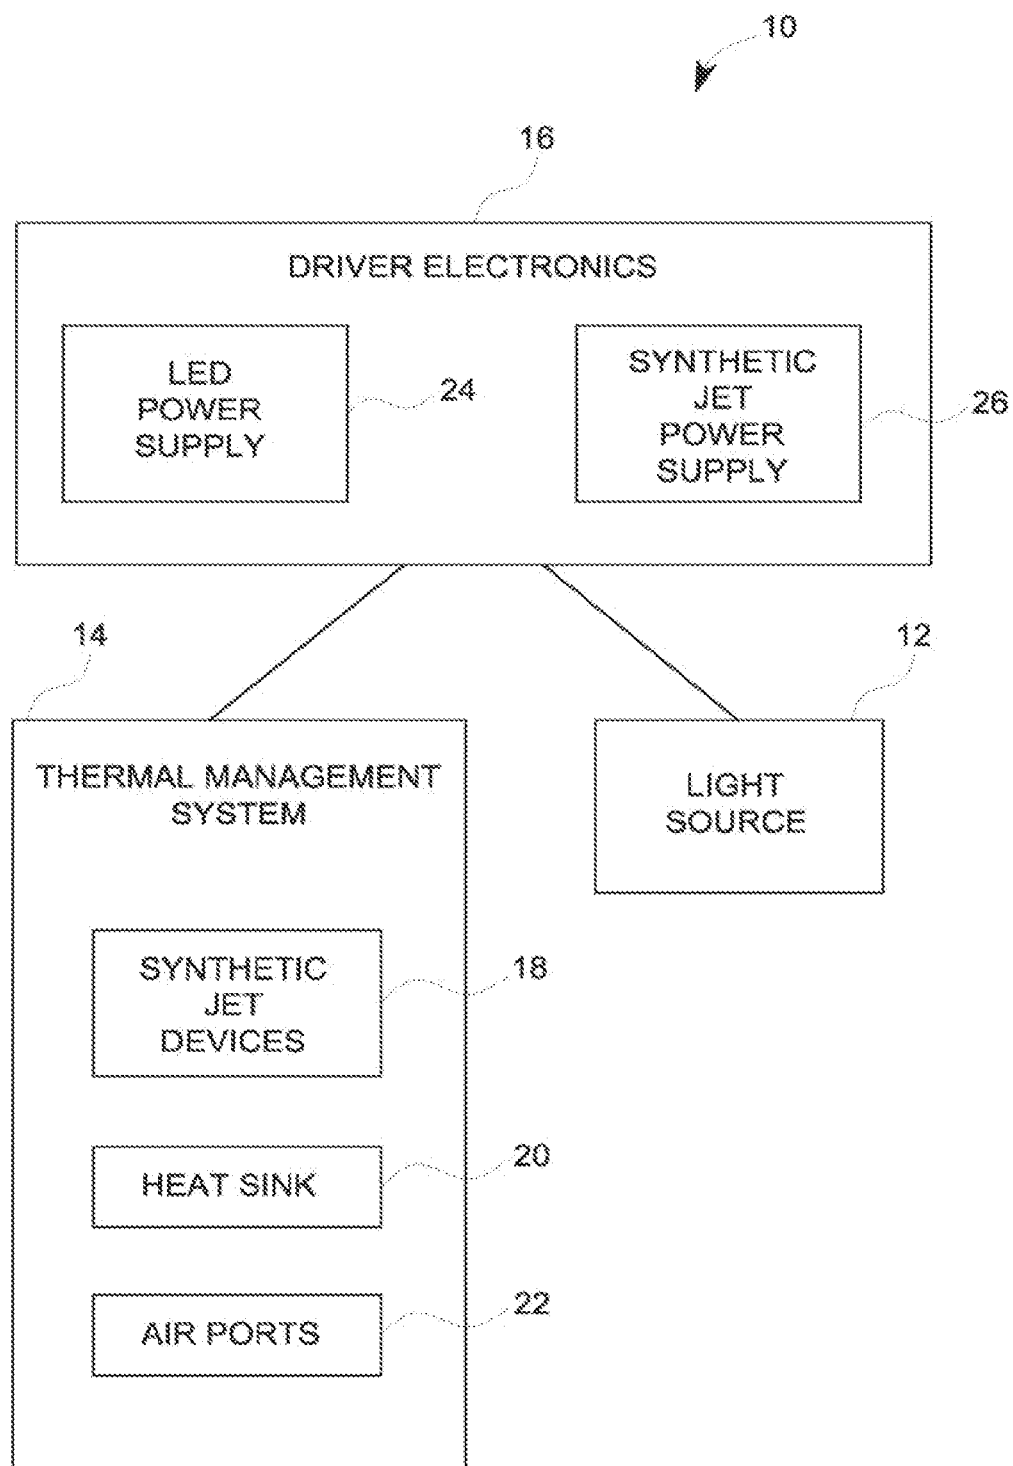 10
16
DRIVER ELECTRONICS
LED
POWER
SUPPLY
24
SYNTHETIC
JET
POWER
SUPPLY
26
14
12
THERMAL MANAGEMENT
SYSTEM
LIGHT
SOURCE
SYNTHETIC
JET
DEVICES
18
HEAT SINK
20
AIR PORTS
22